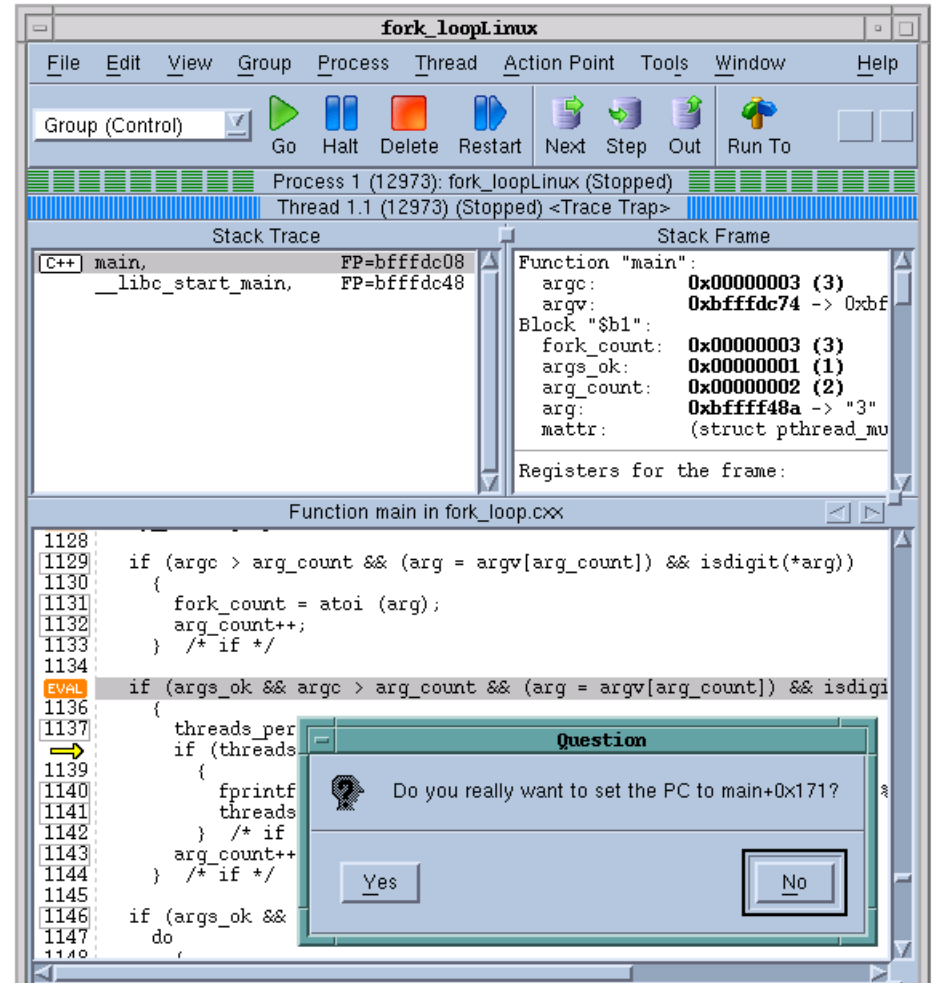 fork_loopLinux
File Edit View Group Process Thread Action Point Tools Window Help
Group (Control) Go Halt Delete Restart Next Step Out Run To
Process 1 (12973): fork_loopLinux (Stopped)
Thread 1.1 (12973) (Stopped) <Trace Trap>
Stack Trace
C++ main, FP=bfffdc08
__libc_start_main, FP=bfffdc48
Stack Frame
Function "main":
argc: 0x00000003 (3)
argv: 0xbfffdc74 -> 0xbf
Block "$b1":
fork_count: 0x00000003 (3)
args_ok: 0x00000001 (1)
arg_count: 0x00000002 (2)
arg: 0xbffff48a -> "3"
mattr: (struct pthread_mu
Registers for the frame:
Function main in fork_loop.cxx
1128
1129 if (argc > arg_count && (arg = argv[arg_count]) && isdigit(*arg))
1130 {
1131 fork_count = atoi (arg);
1132 arg_count++;
1133 } /* if */
1134
EVAL if (args_ok && argc > arg_count && (arg = argv[arg_count]) && isdigi
1136 {
1137 threads_per
if (threads
1139 {
1140 fprintf
1141 threads
1142 } /* if
1143 arg_count++
1144 } /* if */
1145
1146 if (args_ok &&
1147 do
1148 {
Question
Do you really want to set the PC to main+0x171?
Yes No